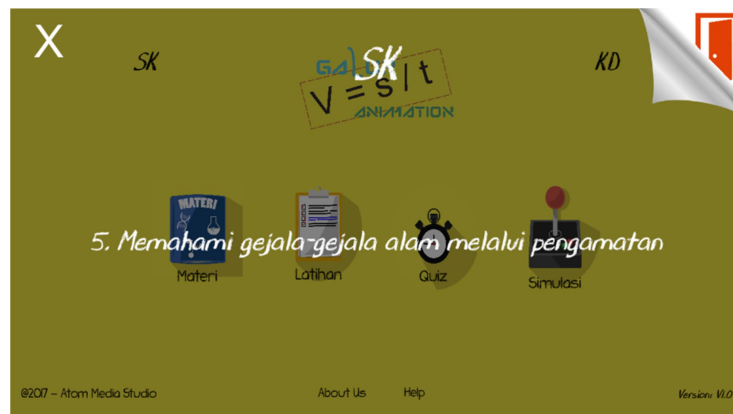 X
SK
SK
KD
V = s/t
ANIMATION
MATERI
5. Memahami gejala-gejala alam melalui pengamatan
Materi
Latihan
Quiz
Simulasi
@2017 - Atom Media Studio
About Us
Help
Version: V1.0